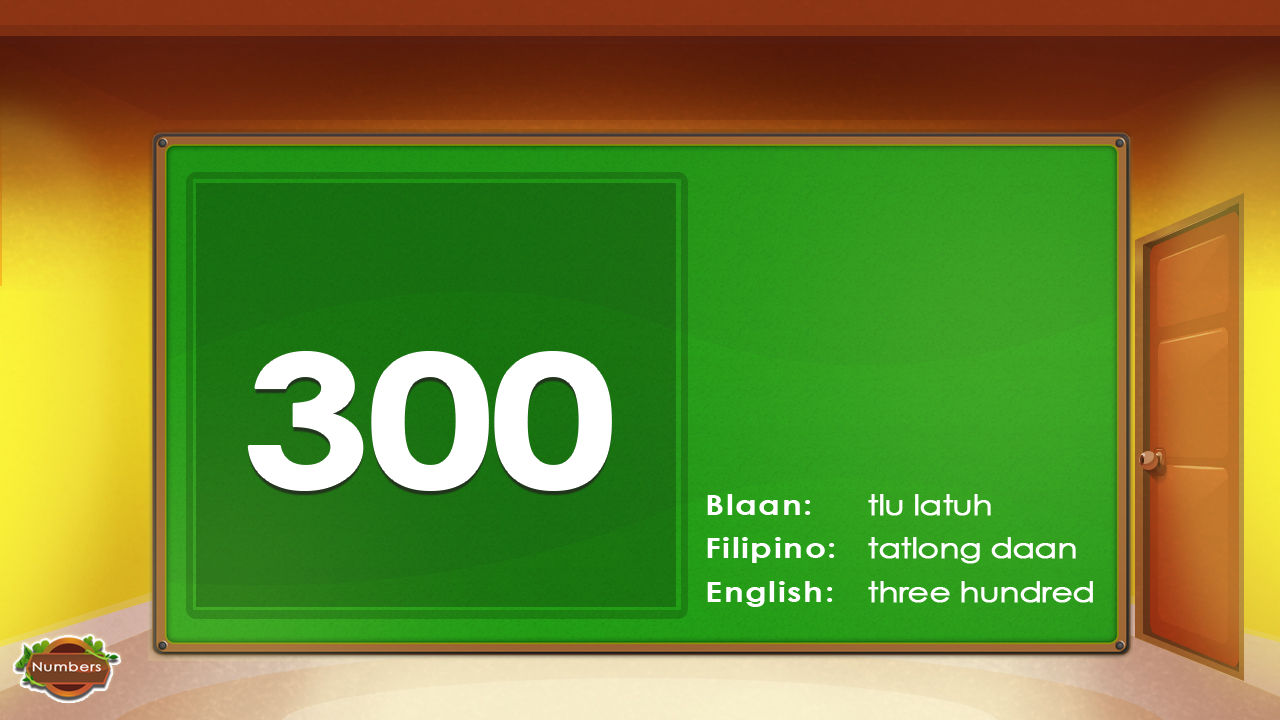 300
Blaan: tlu latuh
Filipino: tatlong daan
English: three hundred
Numbers